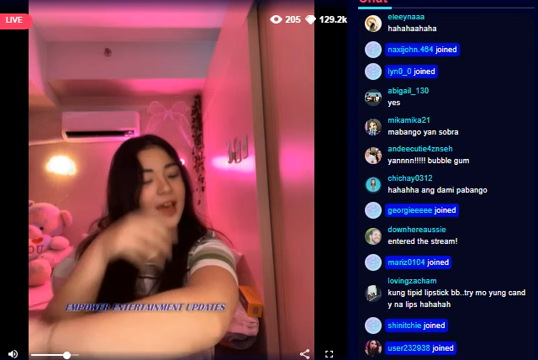 LIVE
205
129.2k
EMPOWER ENTERTAINMENT UPDATES
Chat
eleeynaaa
hahahaahaha
naxijohn.464 joined
lyn0_0 joined
abigail_130
yes
mikamika21
mabango yan sobra
andeecutie4znseh
yannnn!!!!! bubble gum
chichay0312
hahahha ang dami pabango
georgieeeee joined
downhereaussie
entered the stream!
mariz0104 joined
lovingzacham
kung tipid lipstick bb..try mo yung cand
y na lips hahahah
shinitchie joined
user232938 joined